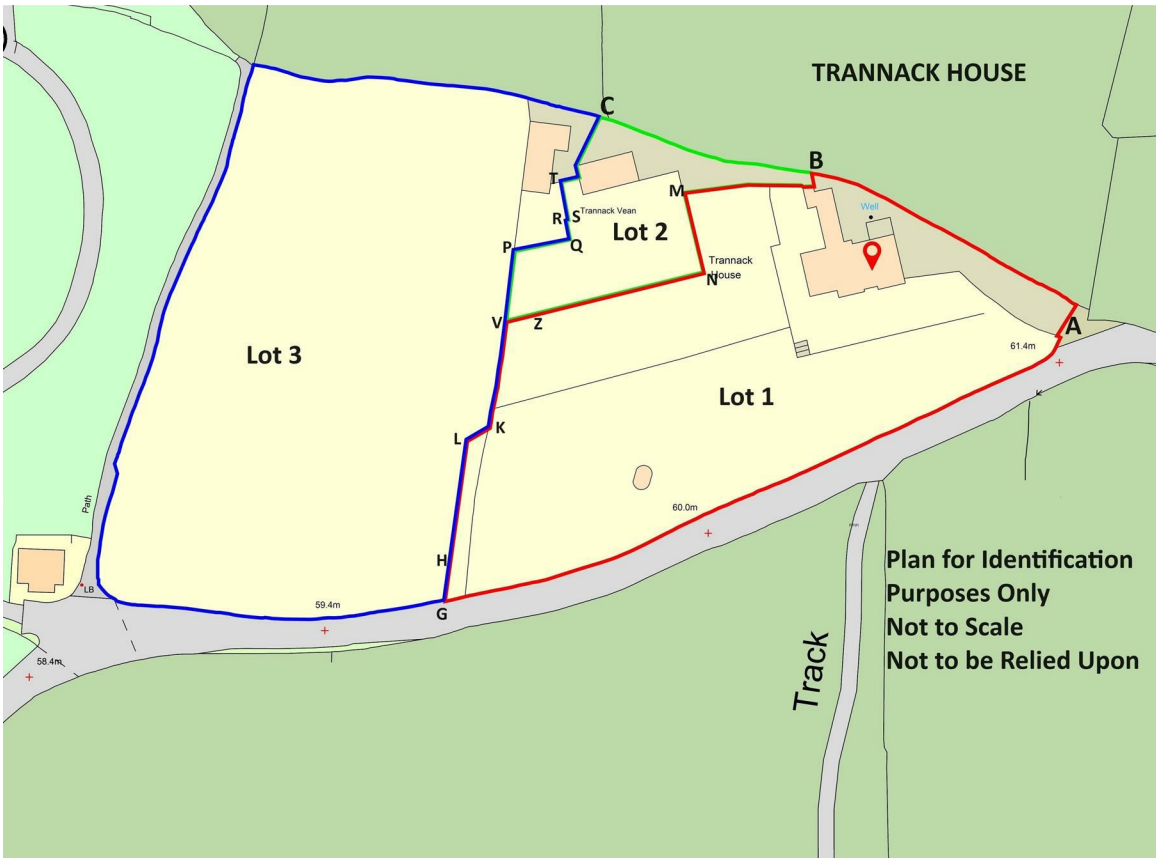 TRANNACK HOUSE
C
B
T
M
Well
R
S
Trannack Vean
Lot 2
P
Q
Trannack
House
N
V
Z
A
61.4m
Lot 3
Lot 1
K
L
Path
60.0m
H
Plan for Identification
Purposes Only
Not to Scale
Not to be Relied Upon
LB
59.4m
G
58.4m
Track